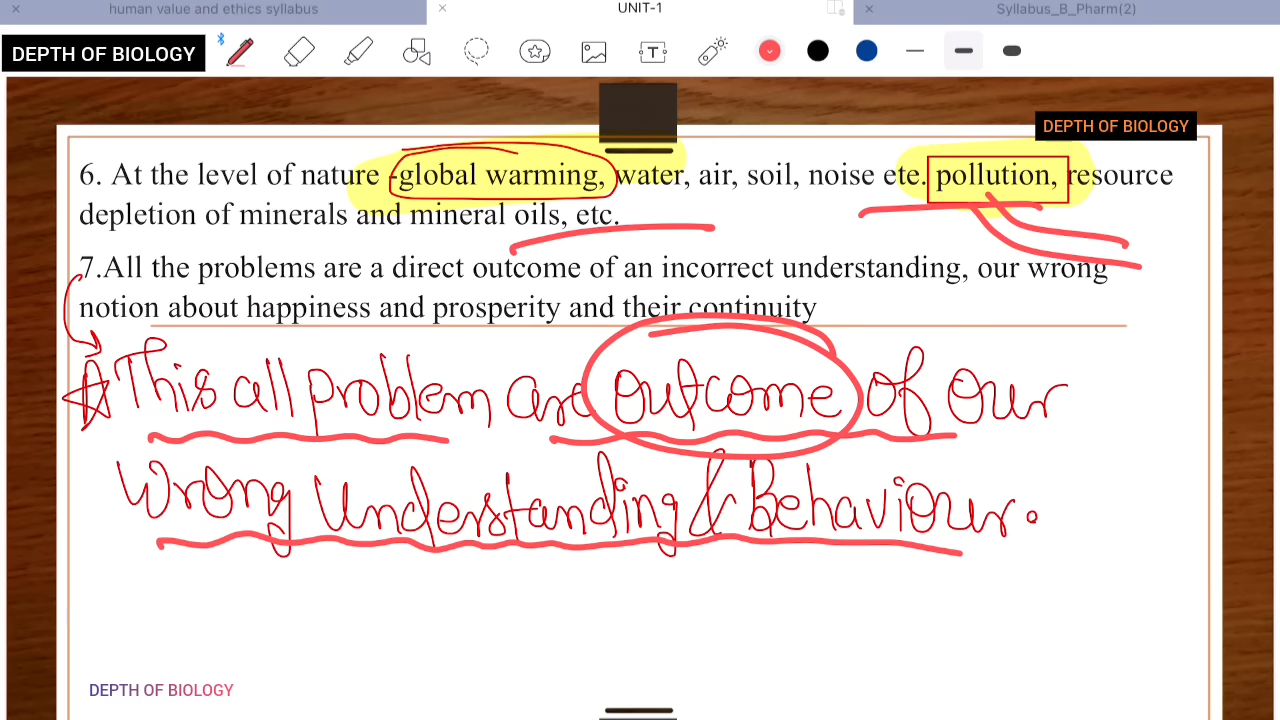 human value and ethics syllabus
UNIT-1
Syllabus_B_Pharm(2)
DEPTH OF BIOLOGY
T
DEPTH OF BIOLOGY
6. At the level of nature -global warming, water, air, soil, noise ete. pollution, resource
depletion of minerals and mineral oils, etc.
7.All the problems are a direct outcome of an incorrect understanding, our wrong
notion about happiness and prosperity and their continuity
This all problem are outcome of our
Wrong Understanding & Behaviour.
DEPTH OF BIOLOGY